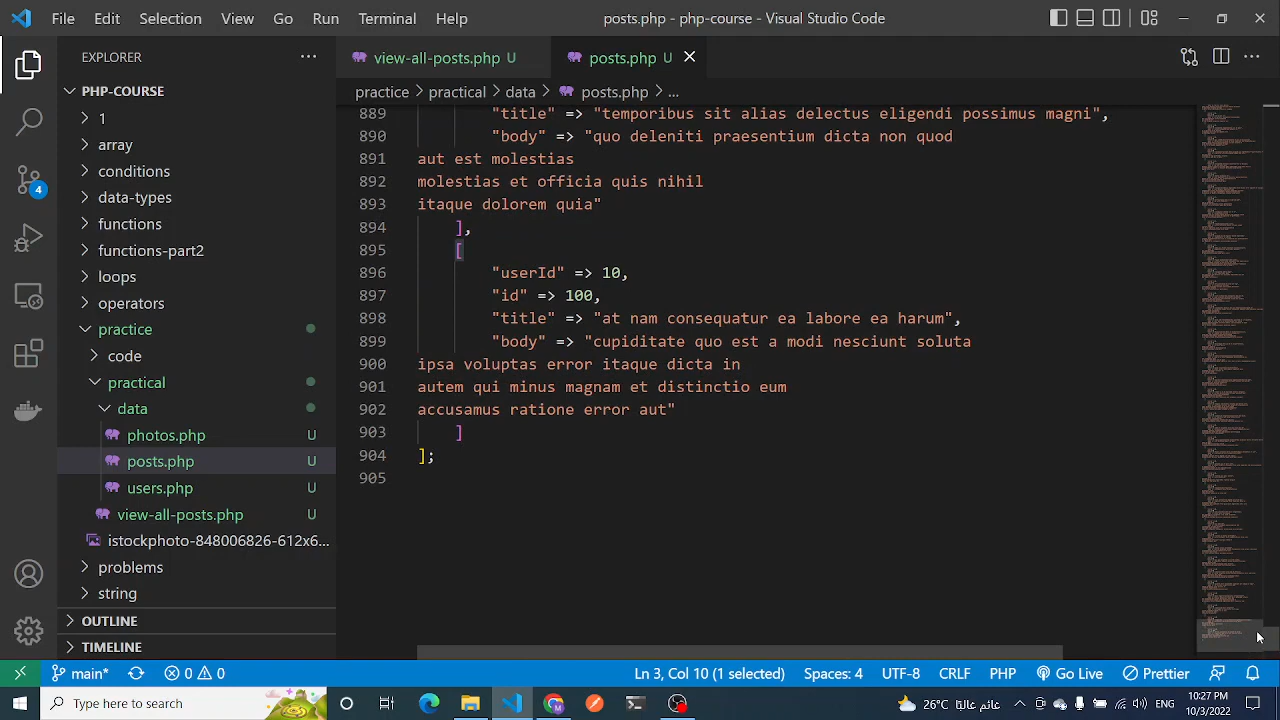 File Edit Selection View Go Run Terminal Help posts.php - php-course - Visual Studio Code
EXPLORER
view-all-posts.php U
posts.php U
PHP-COURSE
practice > practical > data > posts.php > ...
1
array
conditions
data-types
functions
functions-part2
loops
operators
practice
code
practical
data
photos.php U
posts.php U
users.php U
view-all-posts.php U
istockphoto-848006826-612x6...
problems
string
OUTLINE
TIMELINE
889 "title" => "temporibus sit alias delectus eligendi possimus magni",
890 "body" => "quo deleniti praesentium dicta non quod
891 aut est molestias
892 molestias et officia quis nihil
893 itaque dolorem quia"
894 ],
895 [
896 "userId" => 10,
897 "id" => 100,
898 "title" => "at nam consequatur ea labore ea harum",
899 "body" => "cupiditate quo est a modi nesciunt soluta
900 ipsa voluptas error itaque dicta in
901 autem qui minus magnam et distinctio eum
902 accusamus ratione error aut"
903 ]
904 ];
905
4
main* 0 0 Ln 3, Col 10 (1 selected) Spaces: 4 UTF-8 CRLF PHP Go Live Prettier
Type here to search
26°C
10:27 PM
10/3/2022